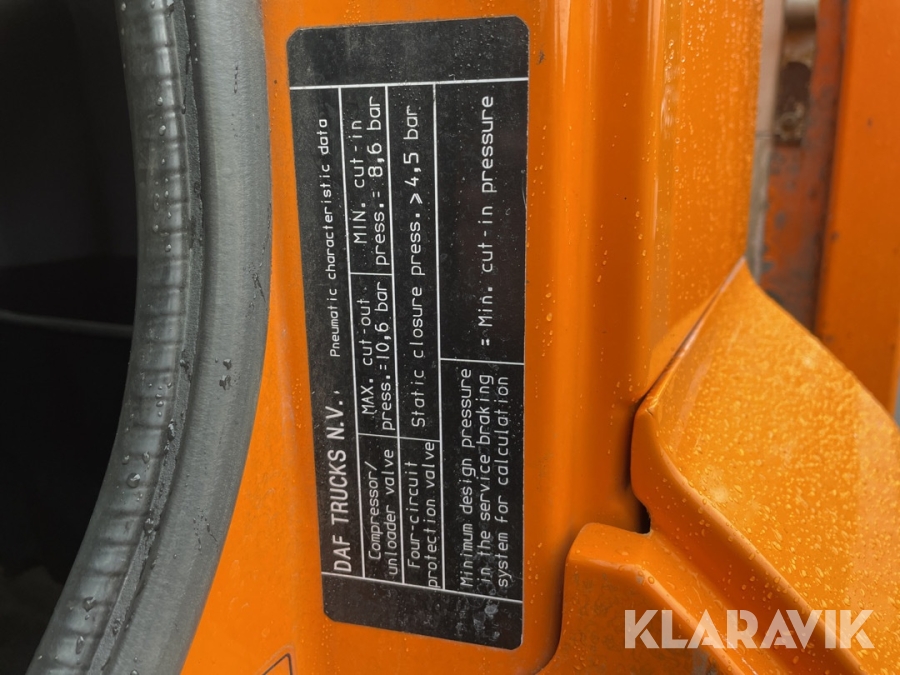 DAF TRUCKS N.V., Pneumatic characteristic data
Compressor/
unloader valve
MAX. cut-out
press.=10,6 bar
MIN. cut-in
press.= 8,6 bar
Four-circuit
protection valve
Static closure press. > 4,5 bar
Minimum design pressure
in the service braking
system for calculation
= Min. cut-in pressure
KLARAVIK